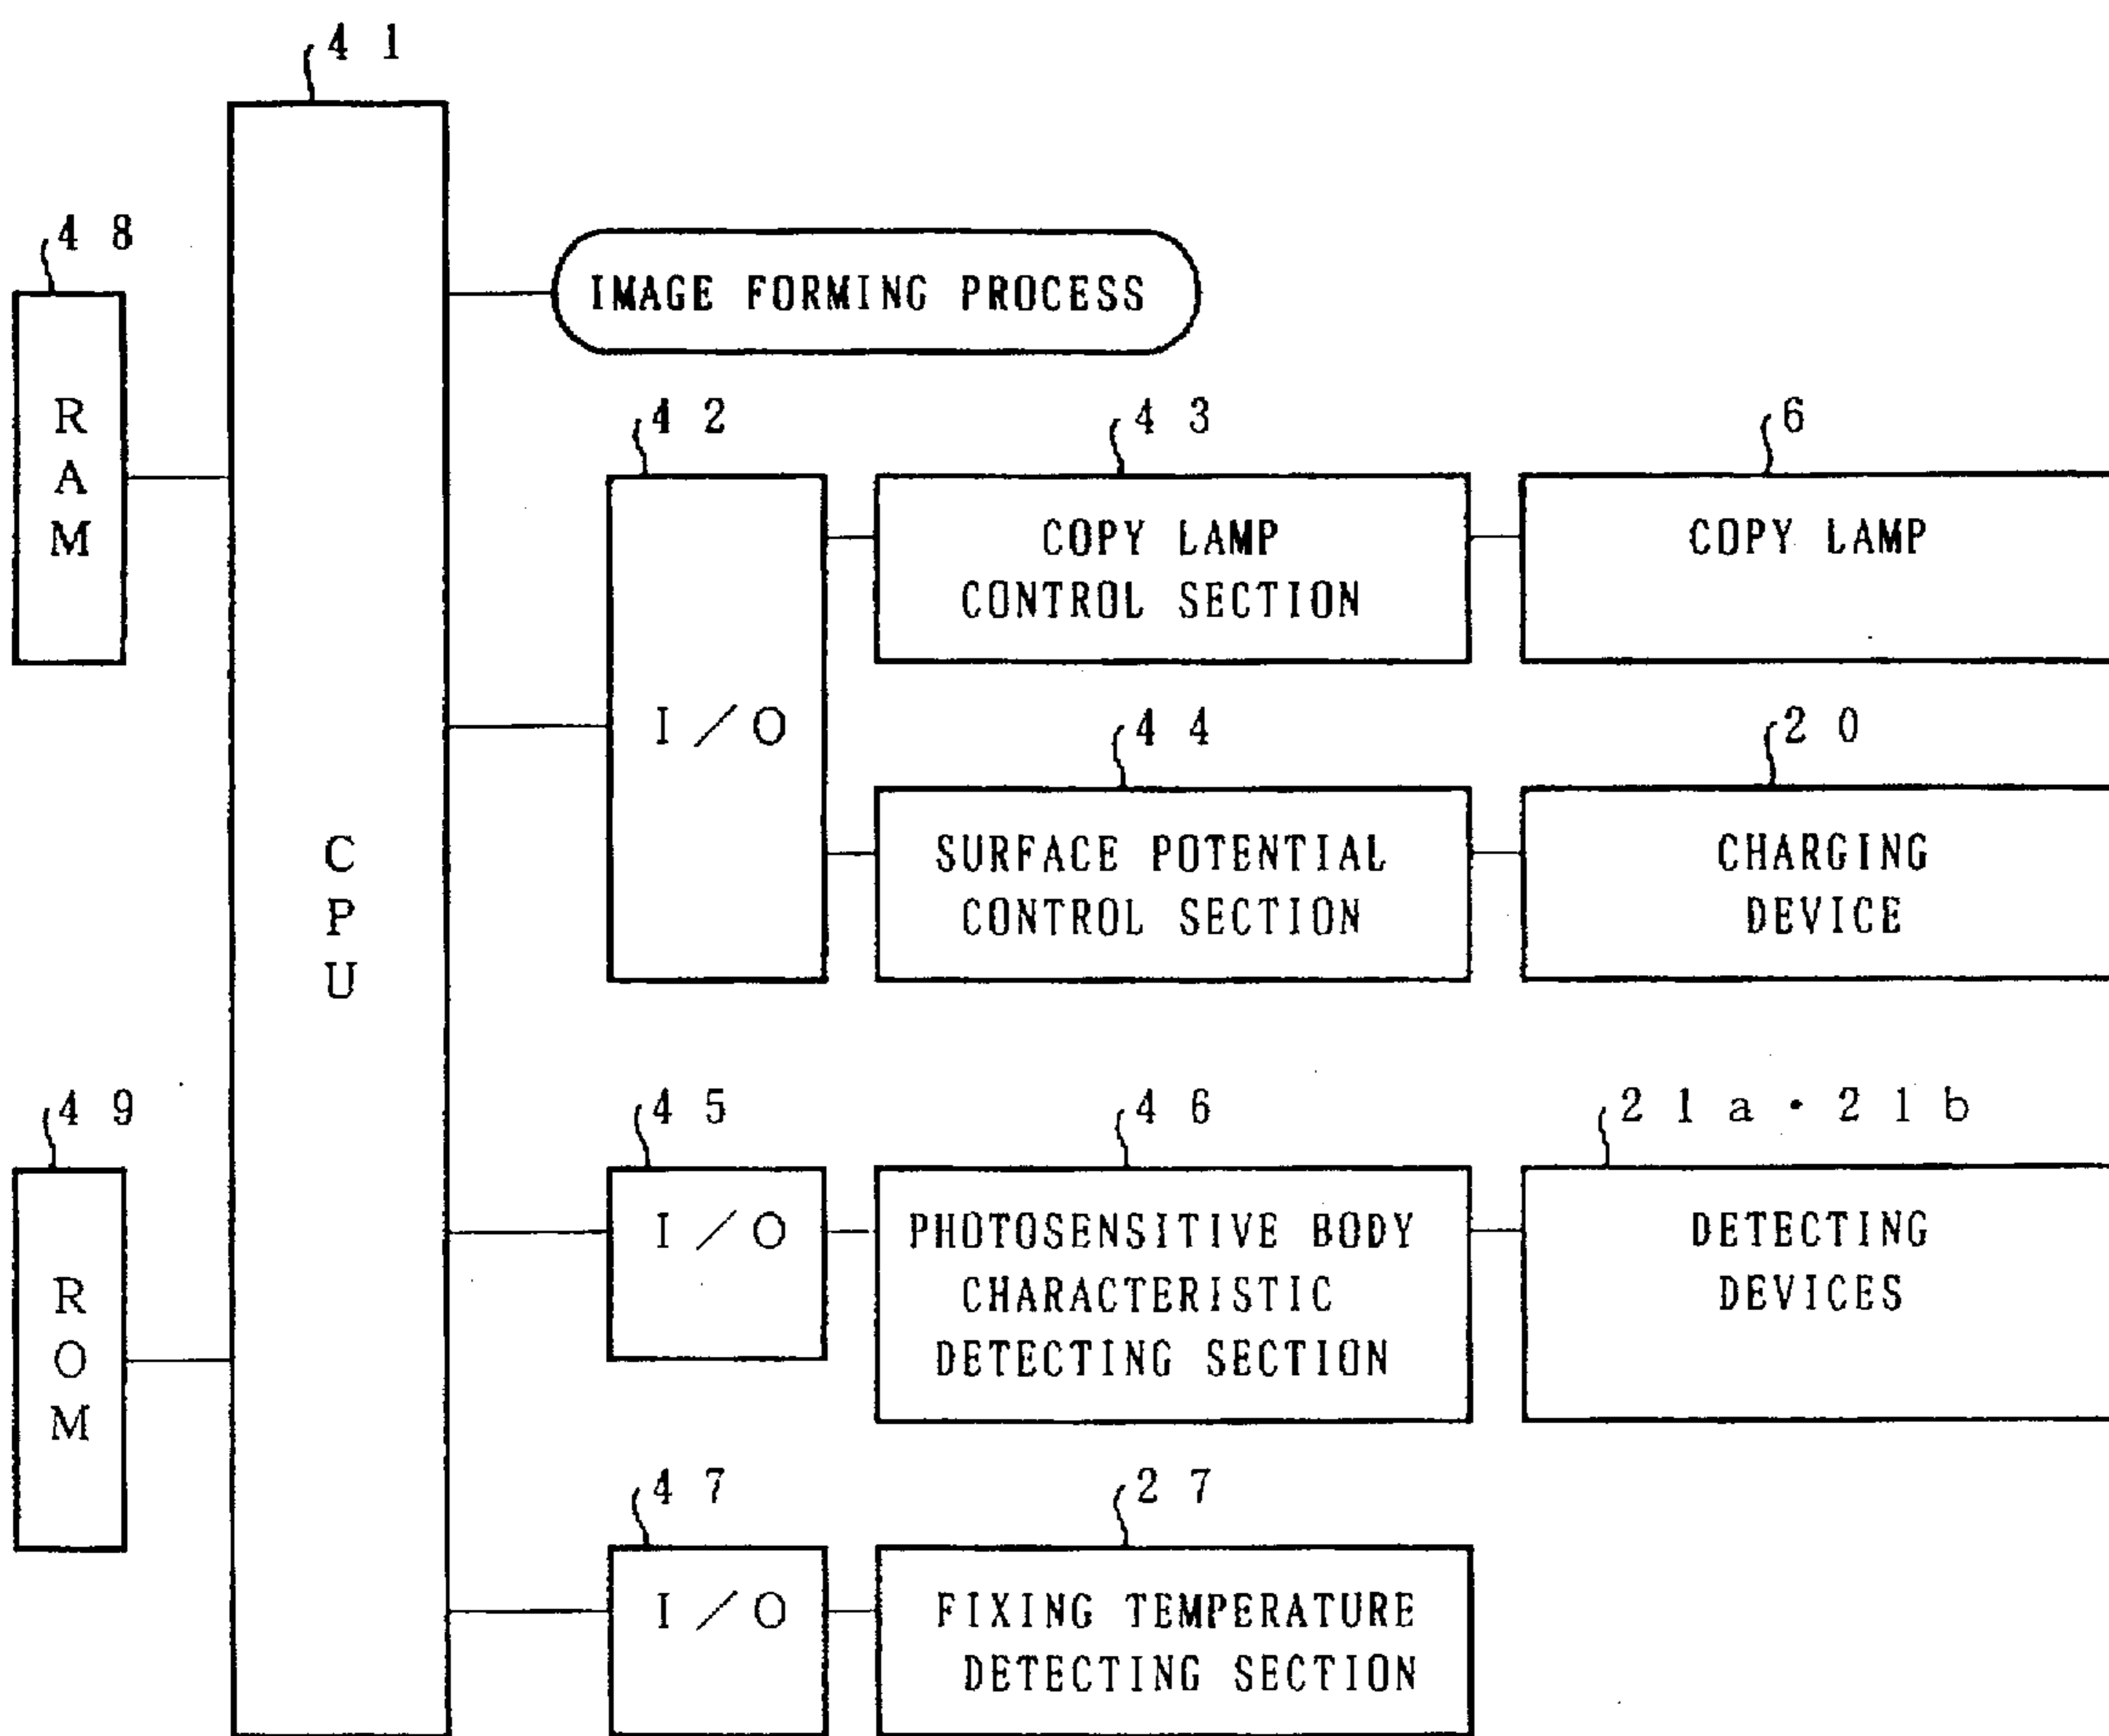 41
48
IMAGE FORMING PROCESS
RAM
42
43
6
COPY LAMP
CONTROL SECTION
COPY LAMP
I/O
44
20
CPU
SURFACE POTENTIAL
CONTROL SECTION
CHARGING
DEVICE
49
45
46
21a・21b
ROM
I/O
PHOTOSENSITIVE BODY
CHARACTERISTIC
DETECTING SECTION
DETECTING
DEVICES
47
27
I/O
FIXING TEMPERATURE
DETECTING SECTION